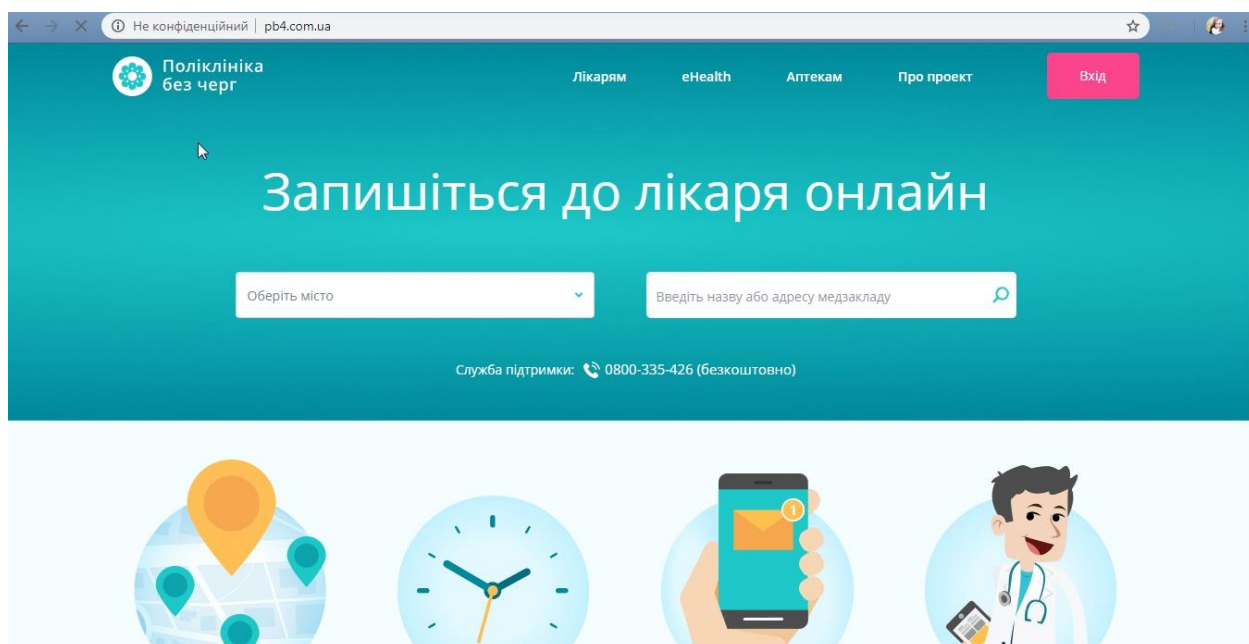 Не конфіденційний | pb4.com.ua
Поліклініка
без черг
Лікарям eHealth Аптекам Про проект Вхід
Запишіться до лікаря онлайн
Оберіть місто Введіть назву або адресу медзакладу
Служба підтримки: 0800-335-426 (безкоштовно)
1